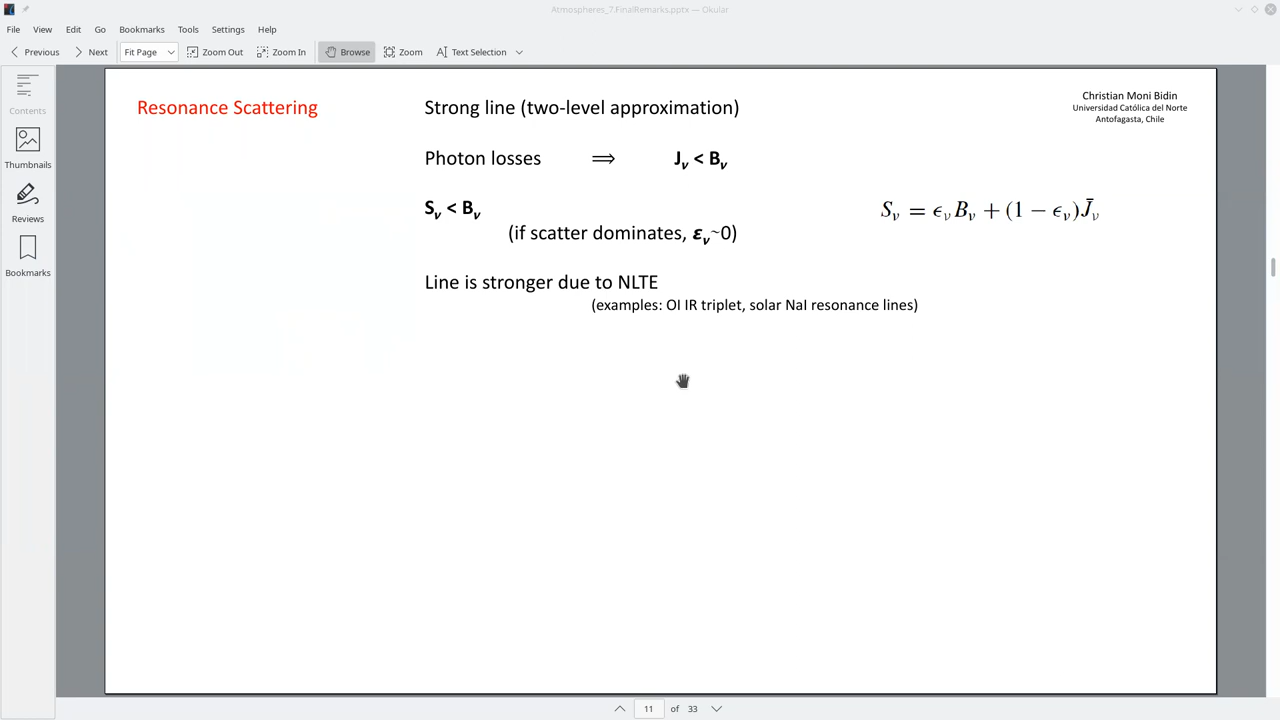 Atmospheres_7.FinalRemarks.pptx — Okular
File View Edit Go Bookmarks Tools Settings Help
Previous Next Fit Page Zoom Out Zoom In Browse Zoom Text Selection
Contents
Thumbnails
Reviews
Bookmarks
Resonance Scattering
Strong line (two-level approximation)
Christian Moni Bidin
Universidad Católica del Norte
Antofagasta, Chile
Photon losses ⟹ Jν < Bν
Sν < Bν
Sν = ϵνBν + (1 − ϵν)J̄ν
(if scatter dominates, εν~0)
Line is stronger due to NLTE
(examples: OI IR triplet, solar NaI resonance lines)
11 of 33